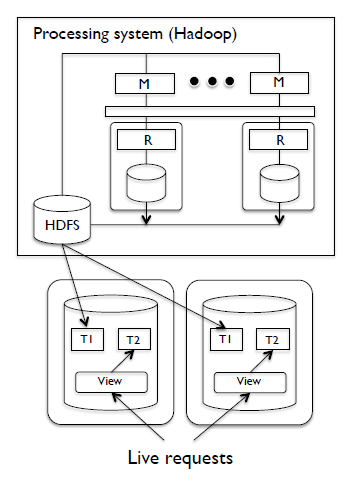 Processing system (Hadoop)
M
M
R
R
HDFS
T1
T2
T1
T2
View
View
Live requests